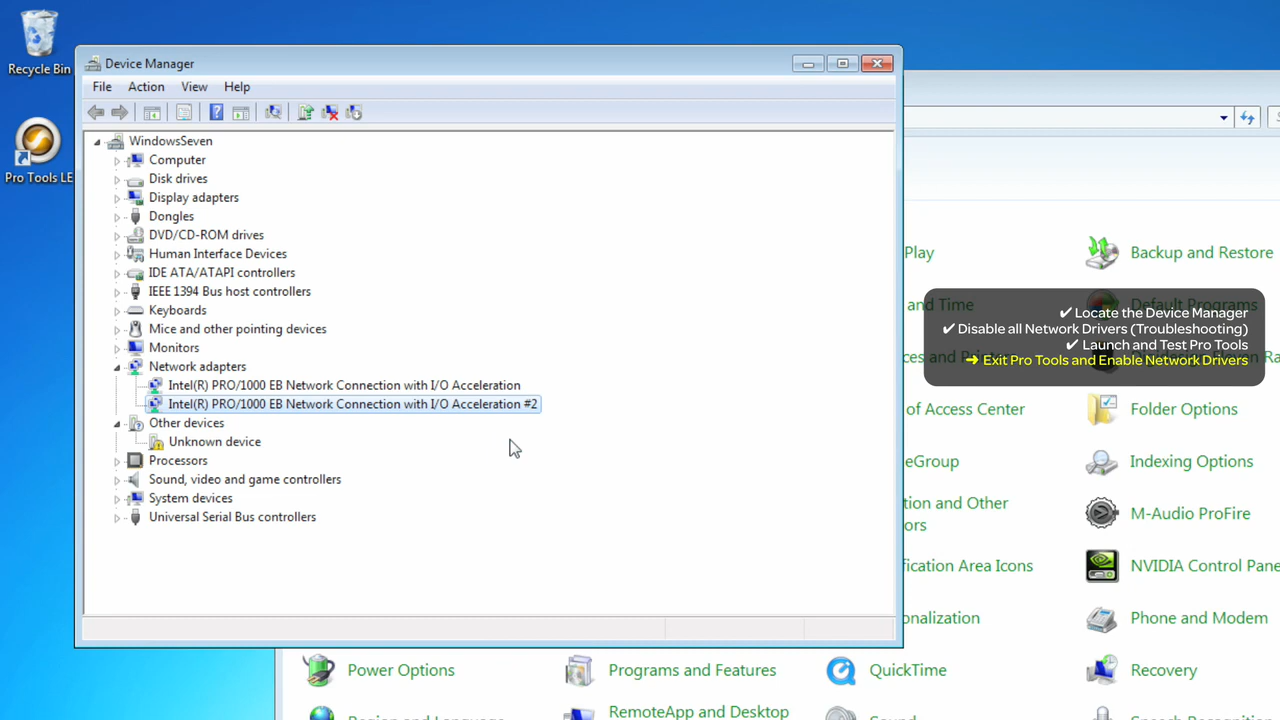 Recycle Bin
Pro Tools LE
Device Manager
File Action View Help
WindowsSeven
Computer
Disk drives
Display adapters
Dongles
DVD/CD-ROM drives
Human Interface Devices
IDE ATA/ATAPI controllers
IEEE 1394 Bus host controllers
Keyboards
Mice and other pointing devices
Monitors
Network adapters
Intel(R) PRO/1000 EB Network Connection with I/O Acceleration
Intel(R) PRO/1000 EB Network Connection with I/O Acceleration #2
Other devices
Unknown device
Processors
Sound, video and game controllers
System devices
Universal Serial Bus controllers
Play
Backup and Restore
and Time
Default Programs
✔ Locate the Device Manager
✔ Disable all Network Drivers (Troubleshooting)
✔ Launch and Test Pro Tools
➜ Exit Pro Tools and Enable Network Drivers
of Access Center
Folder Options
eGroup
Indexing Options
tion and Other
ors
M-Audio ProFire
fication Area Icons
NVIDIA Control Pane
onalization
Phone and Modem
Power Options
Programs and Features
QuickTime
Recovery
RemoteApp and Desktop